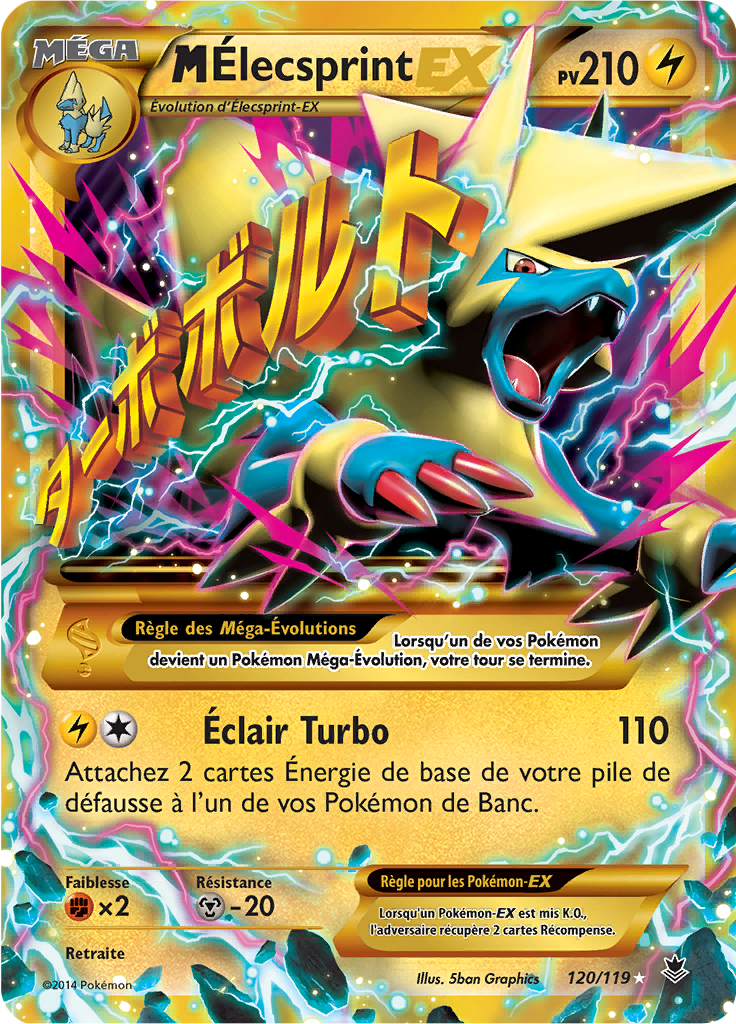 MÉGA
MÉlecsprint EX
PV210
Évolution d'Élecsprint-EX
ターボボルト
Règle des Méga-Évolutions
Lorsqu'un de vos Pokémon
devient un Pokémon Méga-Évolution, votre tour se termine.
Éclair Turbo 110
Attachez 2 cartes Énergie de base de votre pile de
défausse à l'un de vos Pokémon de Banc.
Faiblesse Résistance
×2 -20
Retraite
Règle pour les Pokémon-EX
Lorsqu'un Pokémon-EX est mis K.O.,
l'adversaire récupère 2 cartes Récompense.
©2014 Pokémon
Illus. 5ban Graphics 120/119